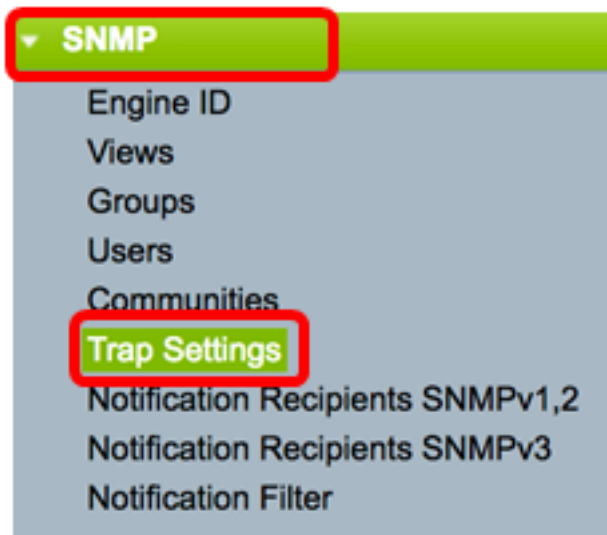 SNMP
Engine ID
Views
Groups
Users
Communities
Trap Settings
Notification Recipients SNMPv1,2
Notification Recipients SNMPv3
Notification Filter